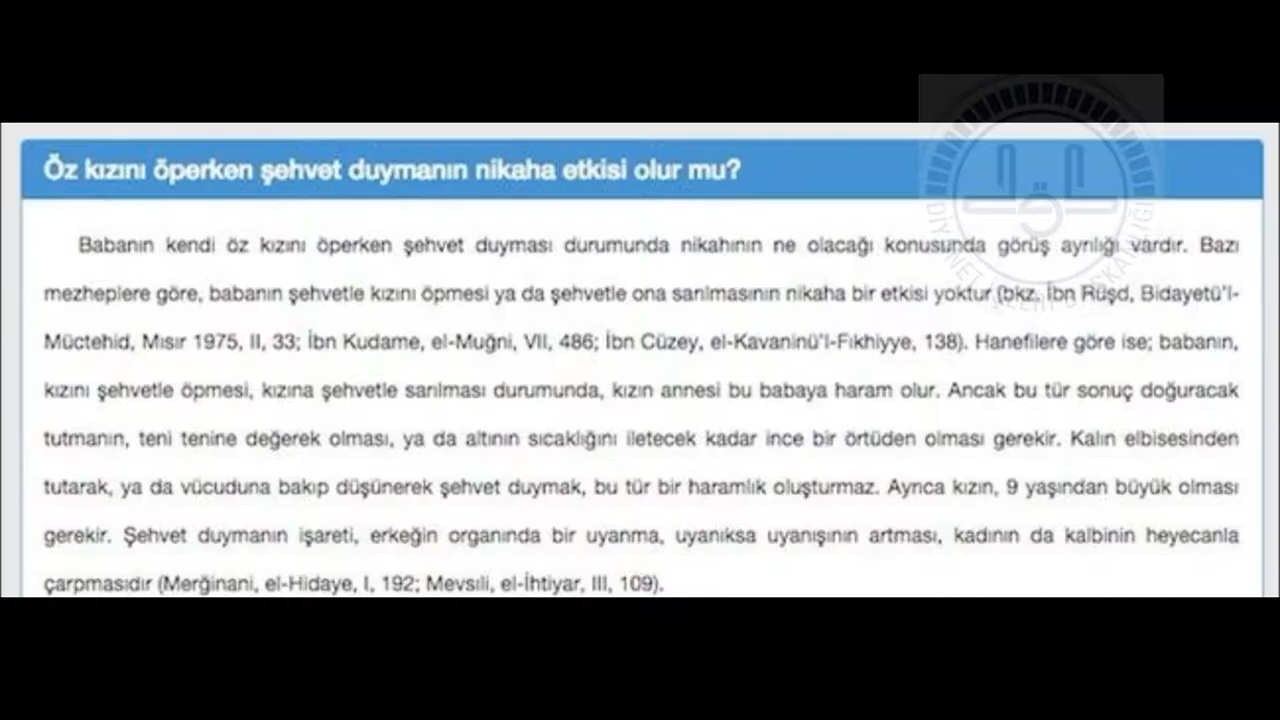 Öz kızını öperken şehvet duymanın nikaha etkisi olur mu?
Babanın kendi öz kızını öperken şehvet duyması durumunda nikahının ne olacağı konusunda görüş ayrılığı vardır. Bazı
mezheplere göre, babanın şehvetle kızını öpmesi ya da şehvetle ona sarılmasının nikaha bir etkisi yoktur (bkz. İbn Rüşd, Bidayetü'l-
Müctehid, Mısır 1975, II, 33; İbn Kudame, el-Muğni, VII, 486; İbn Cüzey, el-Kavaninü'l-Fıkhiyye, 138). Hanefilere göre ise; babanın,
kızını şehvetle öpmesi, kızına şehvetle sarılması durumunda, kızın annesi bu babaya haram olur. Ancak bu tür sonuç doğuracak
tutmanın, teni tenine değerek olması, ya da altının sıcaklığını iletecek kadar ince bir örtüden olması gerekir. Kalın elbisesinden
tutarak, ya da vücuduna bakıp düşünerek şehvet duymak, bu tür bir haramlık oluşturmaz. Ayrıca kızın, 9 yaşından büyük olması
gerekir. Şehvet duymanın işareti, erkeğin organında bir uyanma, uyanıksa uyanışının artması, kadının da kalbinin heyecanla
çarpmasıdır (Merğinani, el-Hidaye, I, 192; Mevsıli, el-İhtiyar, III, 109).